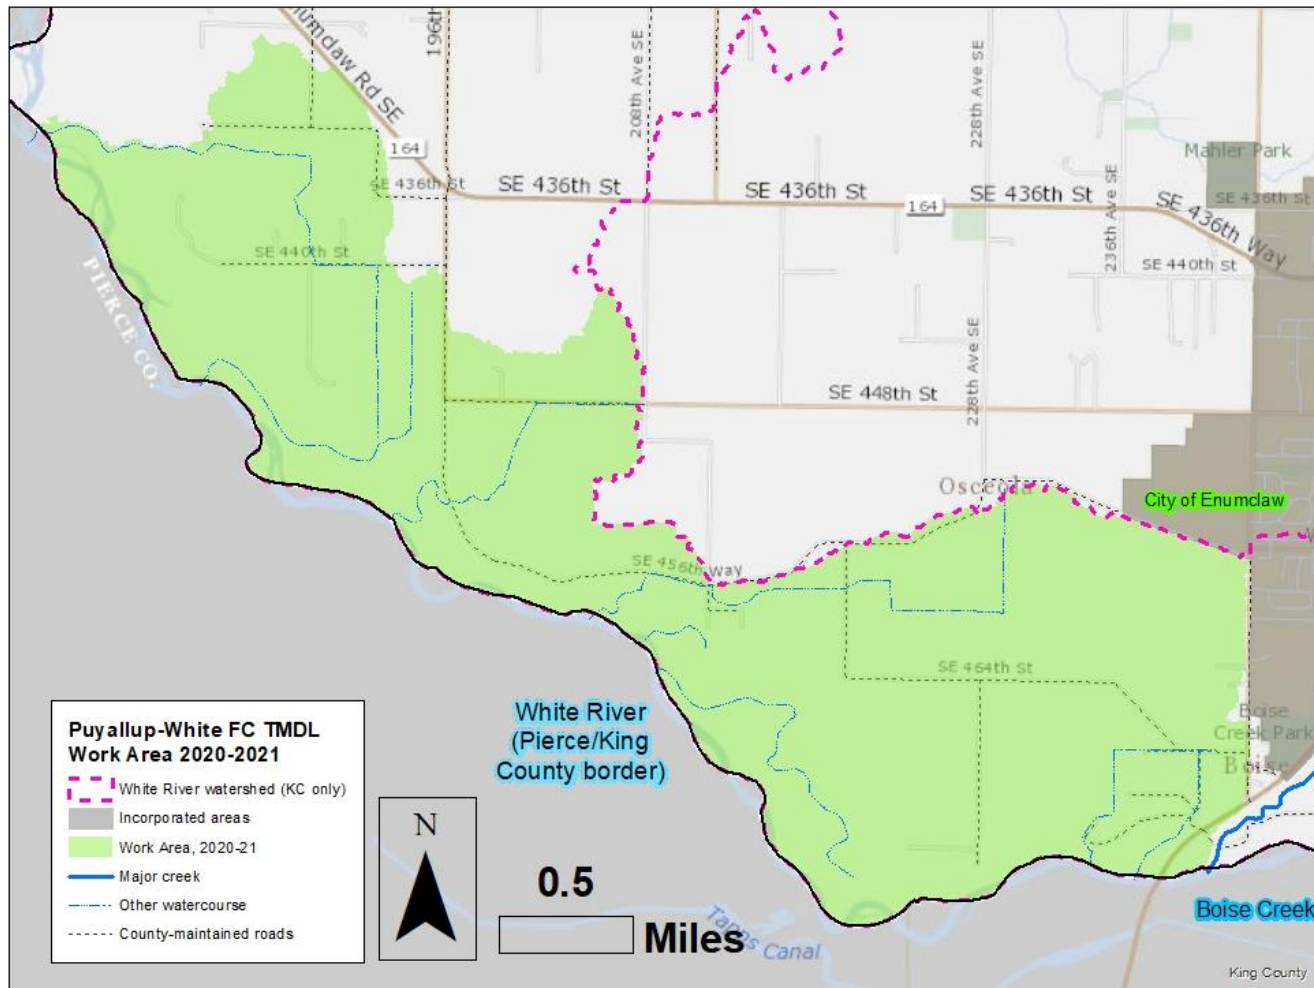 Enumclaw Rd SE
196th
208th Ave SE
228th Ave SE
Mahler Park
164
SE 436th St
SE 436th St
SE 436th St
164
SE 436th St
SE 436th St
236th Ave SE
SE 436th Way
SE 440th St
SE 440th St
PIERCE CO.
228th Ave SE
SE 448th St
Osceola
City of Enumclaw
SE 456th Way
SE 464th St
White River
(Pierce/King
County border)
Boise
Creek Park
Boise
Puyallup-White FC TMDL
Work Area 2020-2021
White River watershed (KC only)
Incorporated areas
Work Area, 2020-21
Major creek
Other watercourse
County-maintained roads
N
0.5
Miles
Tapps Canal
Boise Creek
King County